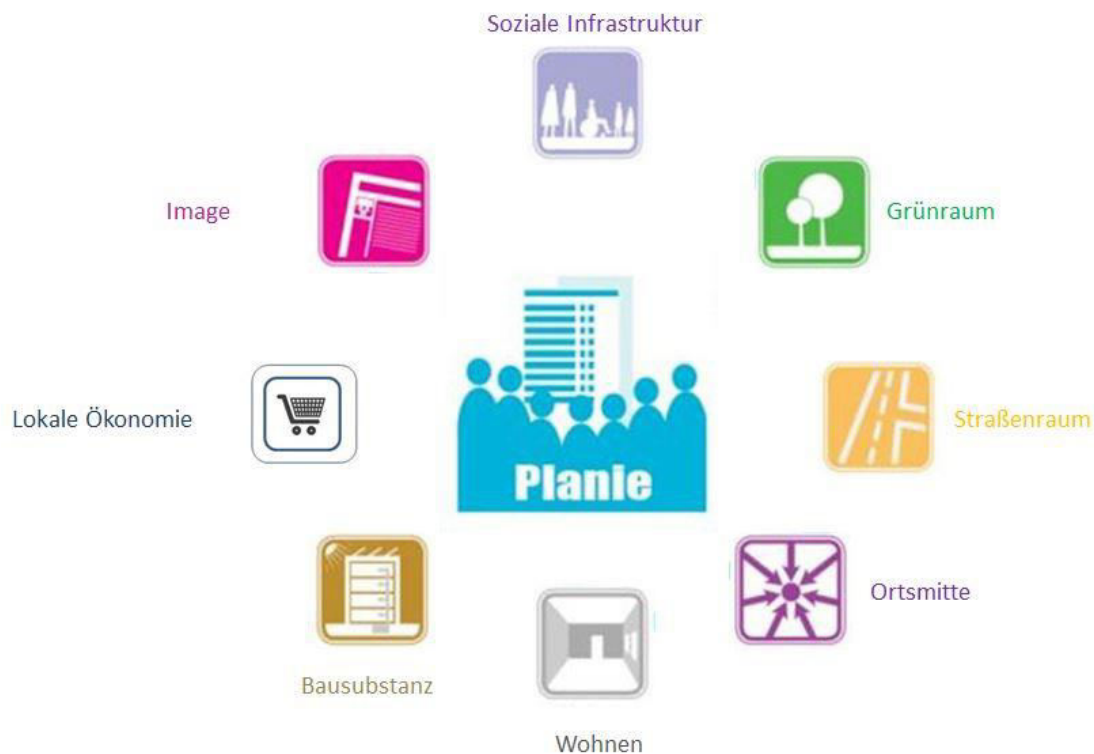 Soziale Infrastruktur
Image
Grünraum
Lokale Ökonomie
Planie
Straßenraum
Ortsmitte
Bausubstanz
Wohnen